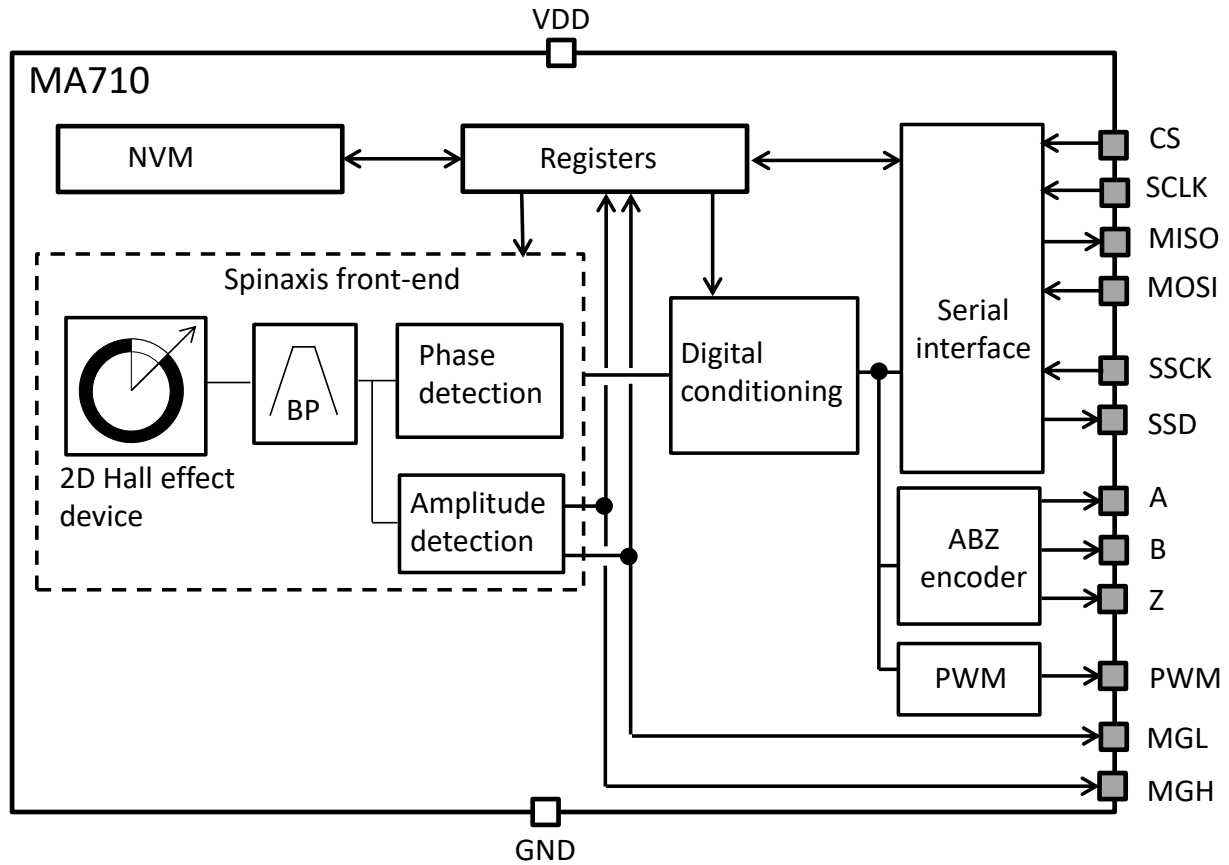 VDD
MA710
NVM
Registers
CS
SCLK
MISO
MOSI
SSCK
SSD
Serial
interface
Spinaxis front-end
BP
Phase
detection
Digital
conditioning
2D Hall effect
device
Amplitude
detection
ABZ
encoder
A
B
Z
PWM
PWM
MGL
MGH
GND